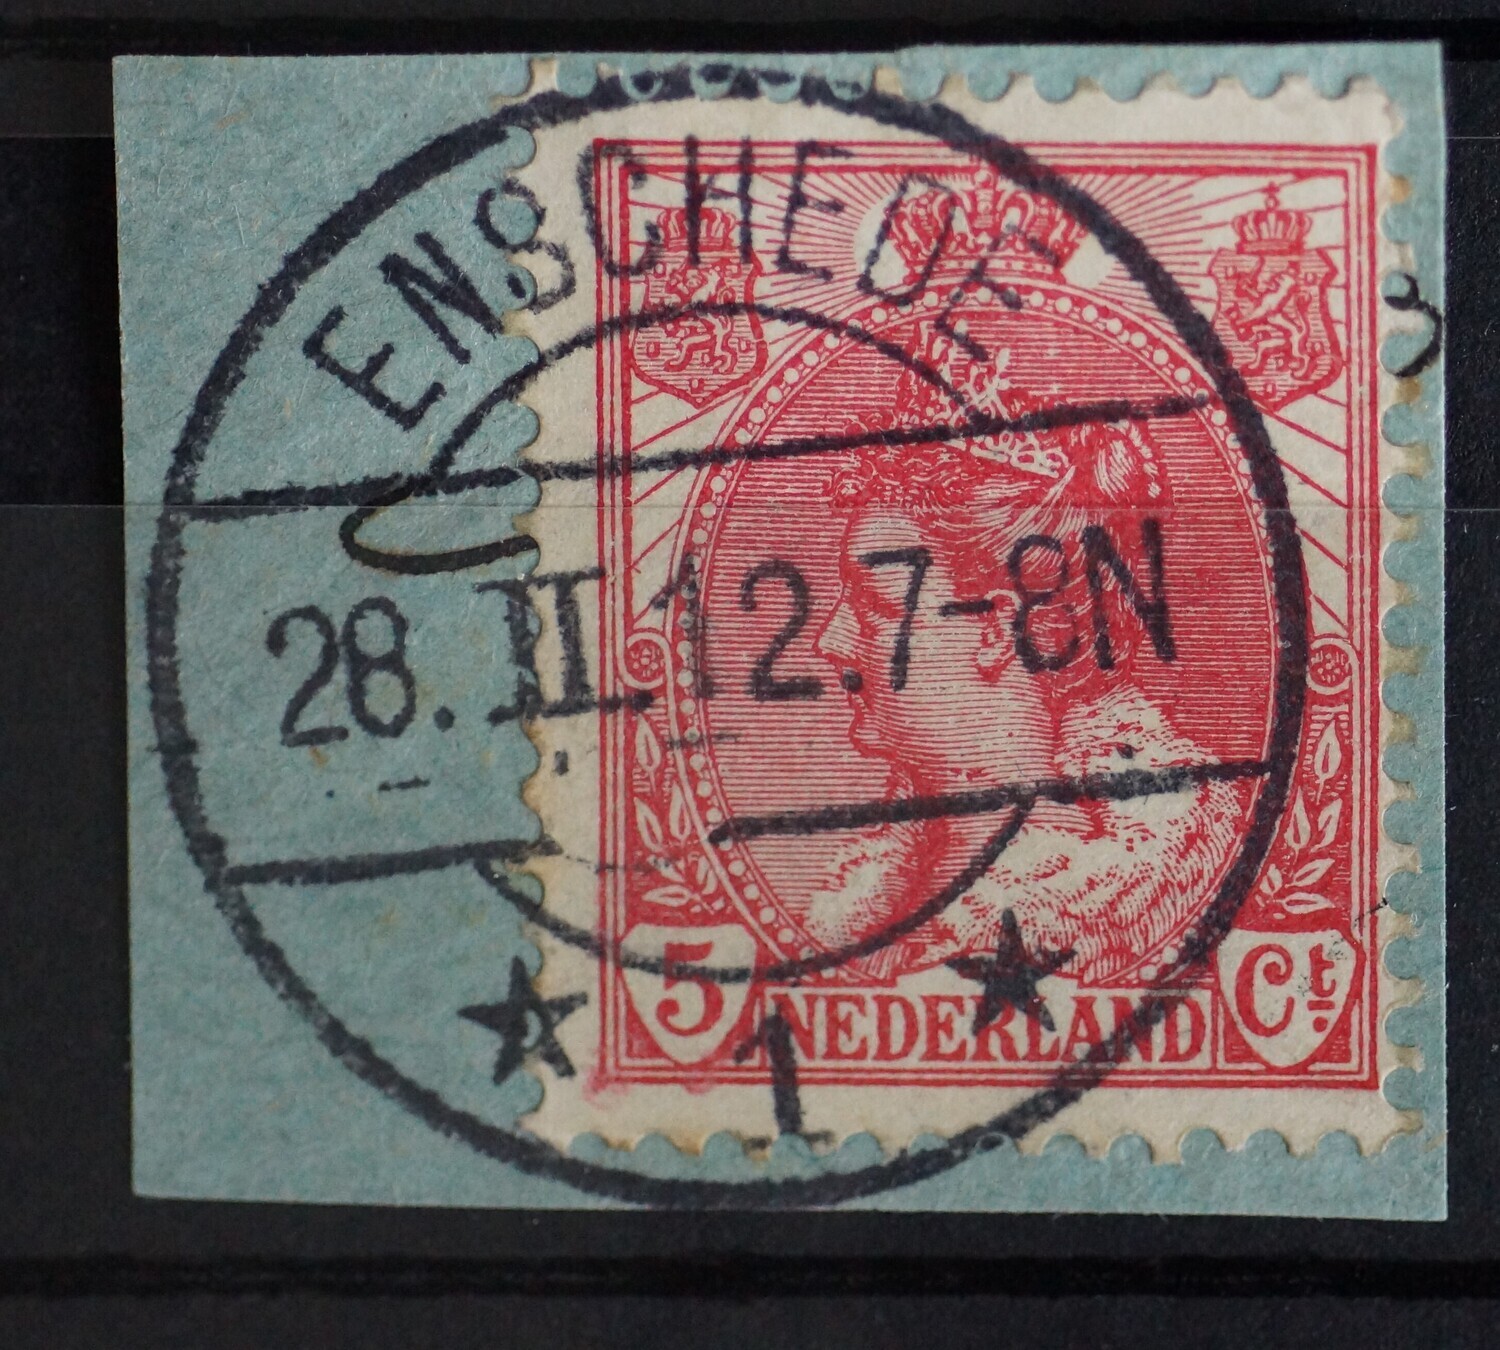 ENSCHEDE
28.II.12.7-8N
5 NEDERLAND Ct.
1